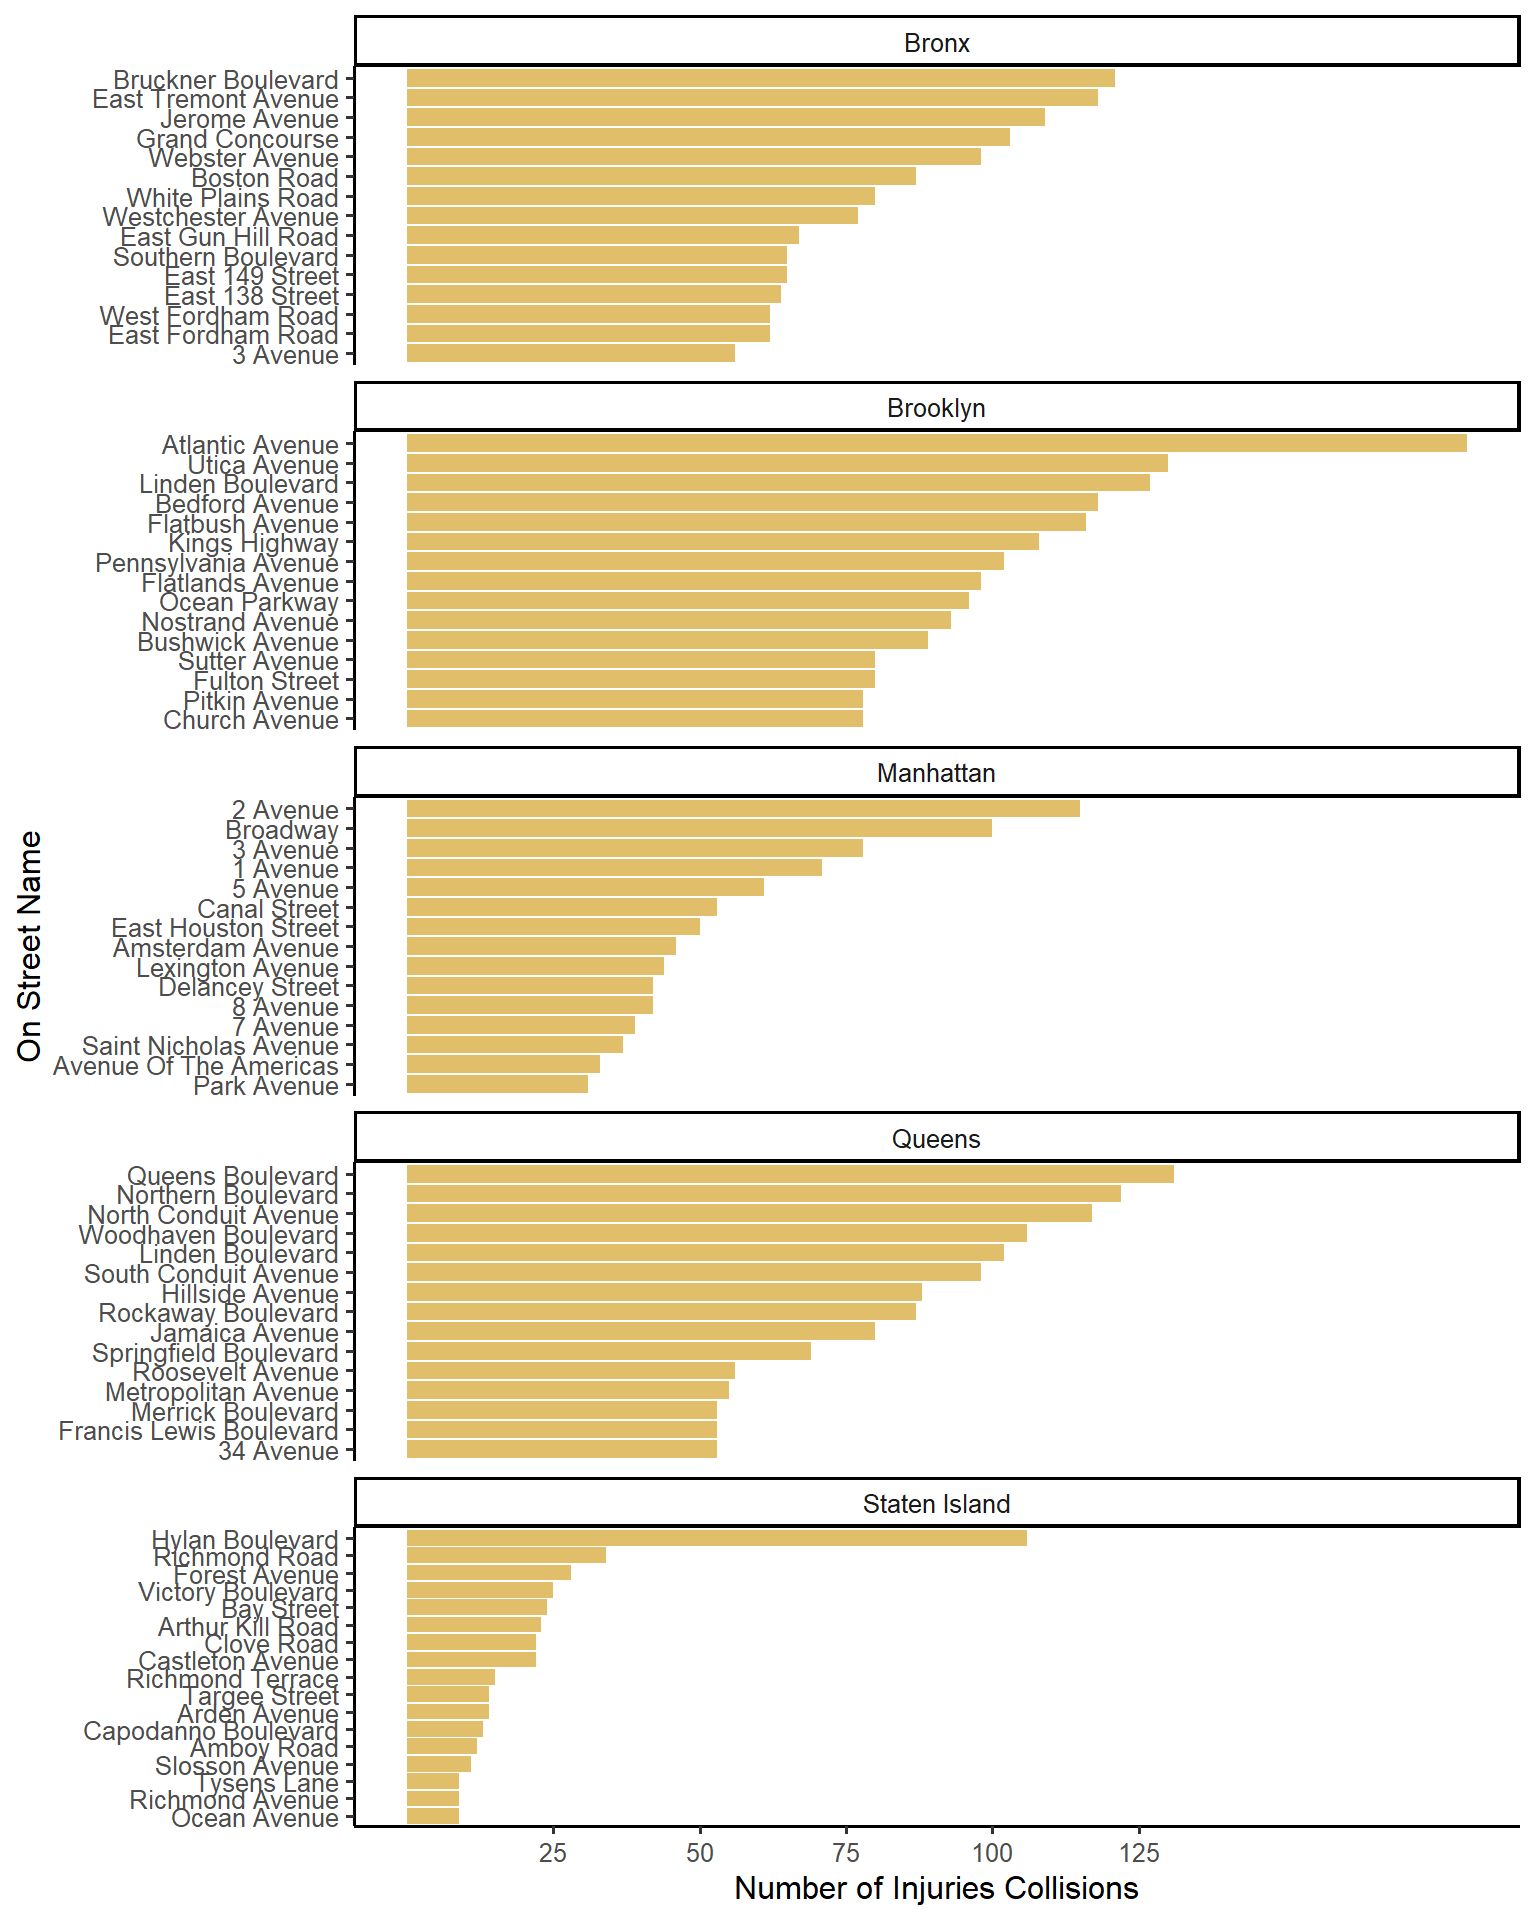 Bronx
Bruckner Boulevard
East Tremont Avenue
Jerome Avenue
Grand Concourse
Webster Avenue
Boston Road
White Plains Road
Westchester Avenue
East Gun Hill Road
Southern Boulevard
East 149 Street
East 138 Street
West Fordham Road
East Fordham Road
3 Avenue
Brooklyn
Atlantic Avenue
Utica Avenue
Linden Boulevard
Bedford Avenue
Flatbush Avenue
Kings Highway
Pennsylvania Avenue
Flatlands Avenue
Ocean Parkway
Nostrand Avenue
Bushwick Avenue
Sutter Avenue
Fulton Street
Pitkin Avenue
Church Avenue
Manhattan
2 Avenue
Broadway
3 Avenue
1 Avenue
5 Avenue
Canal Street
East Houston Street
Amsterdam Avenue
Lexington Avenue
Delancey Street
8 Avenue
7 Avenue
Saint Nicholas Avenue
Avenue Of The Americas
Park Avenue
On Street Name
Queens
Queens Boulevard
Northern Boulevard
North Conduit Avenue
Woodhaven Boulevard
Linden Boulevard
South Conduit Avenue
Hillside Avenue
Rockaway Boulevard
Jamaica Avenue
Springfield Boulevard
Roosevelt Avenue
Metropolitan Avenue
Merrick Boulevard
Francis Lewis Boulevard
34 Avenue
Staten Island
Hylan Boulevard
Richmond Road
Forest Avenue
Victory Boulevard
Bay Street
Arthur Kill Road
Clove Road
Castleton Avenue
Richmond Terrace
Targee Street
Arden Avenue
Capodanno Boulevard
Amboy Road
Slosson Avenue
Tysens Lane
Richmond Avenue
Ocean Avenue
25 50 75 100 125
Number of Injuries Collisions